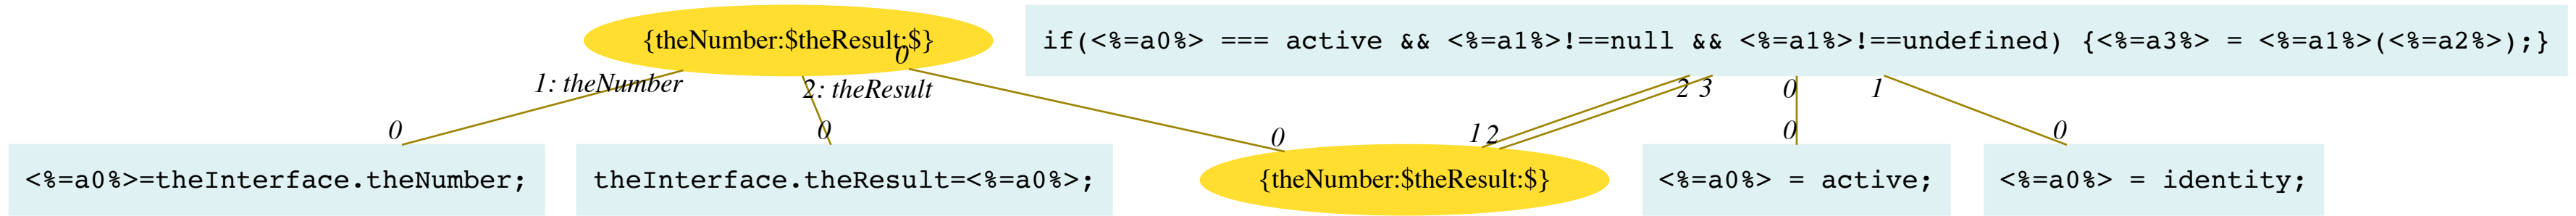 {theNumber:$theResult:$}
if(<%=a0%> === active && <%=a1%>!==null && <%=a1%>!==undefined) {<%=a3%> = <%=a1%>(<%=a2%>);}
0
1: theNumber
2: theResult
2 3
0
1
0
0
0
1 2
0
0
<%=a0%>=theInterface.theNumber;
theInterface.theResult=<%=a0%>;
{theNumber:$theResult:$}
<%=a0%> = active;
<%=a0%> = identity;